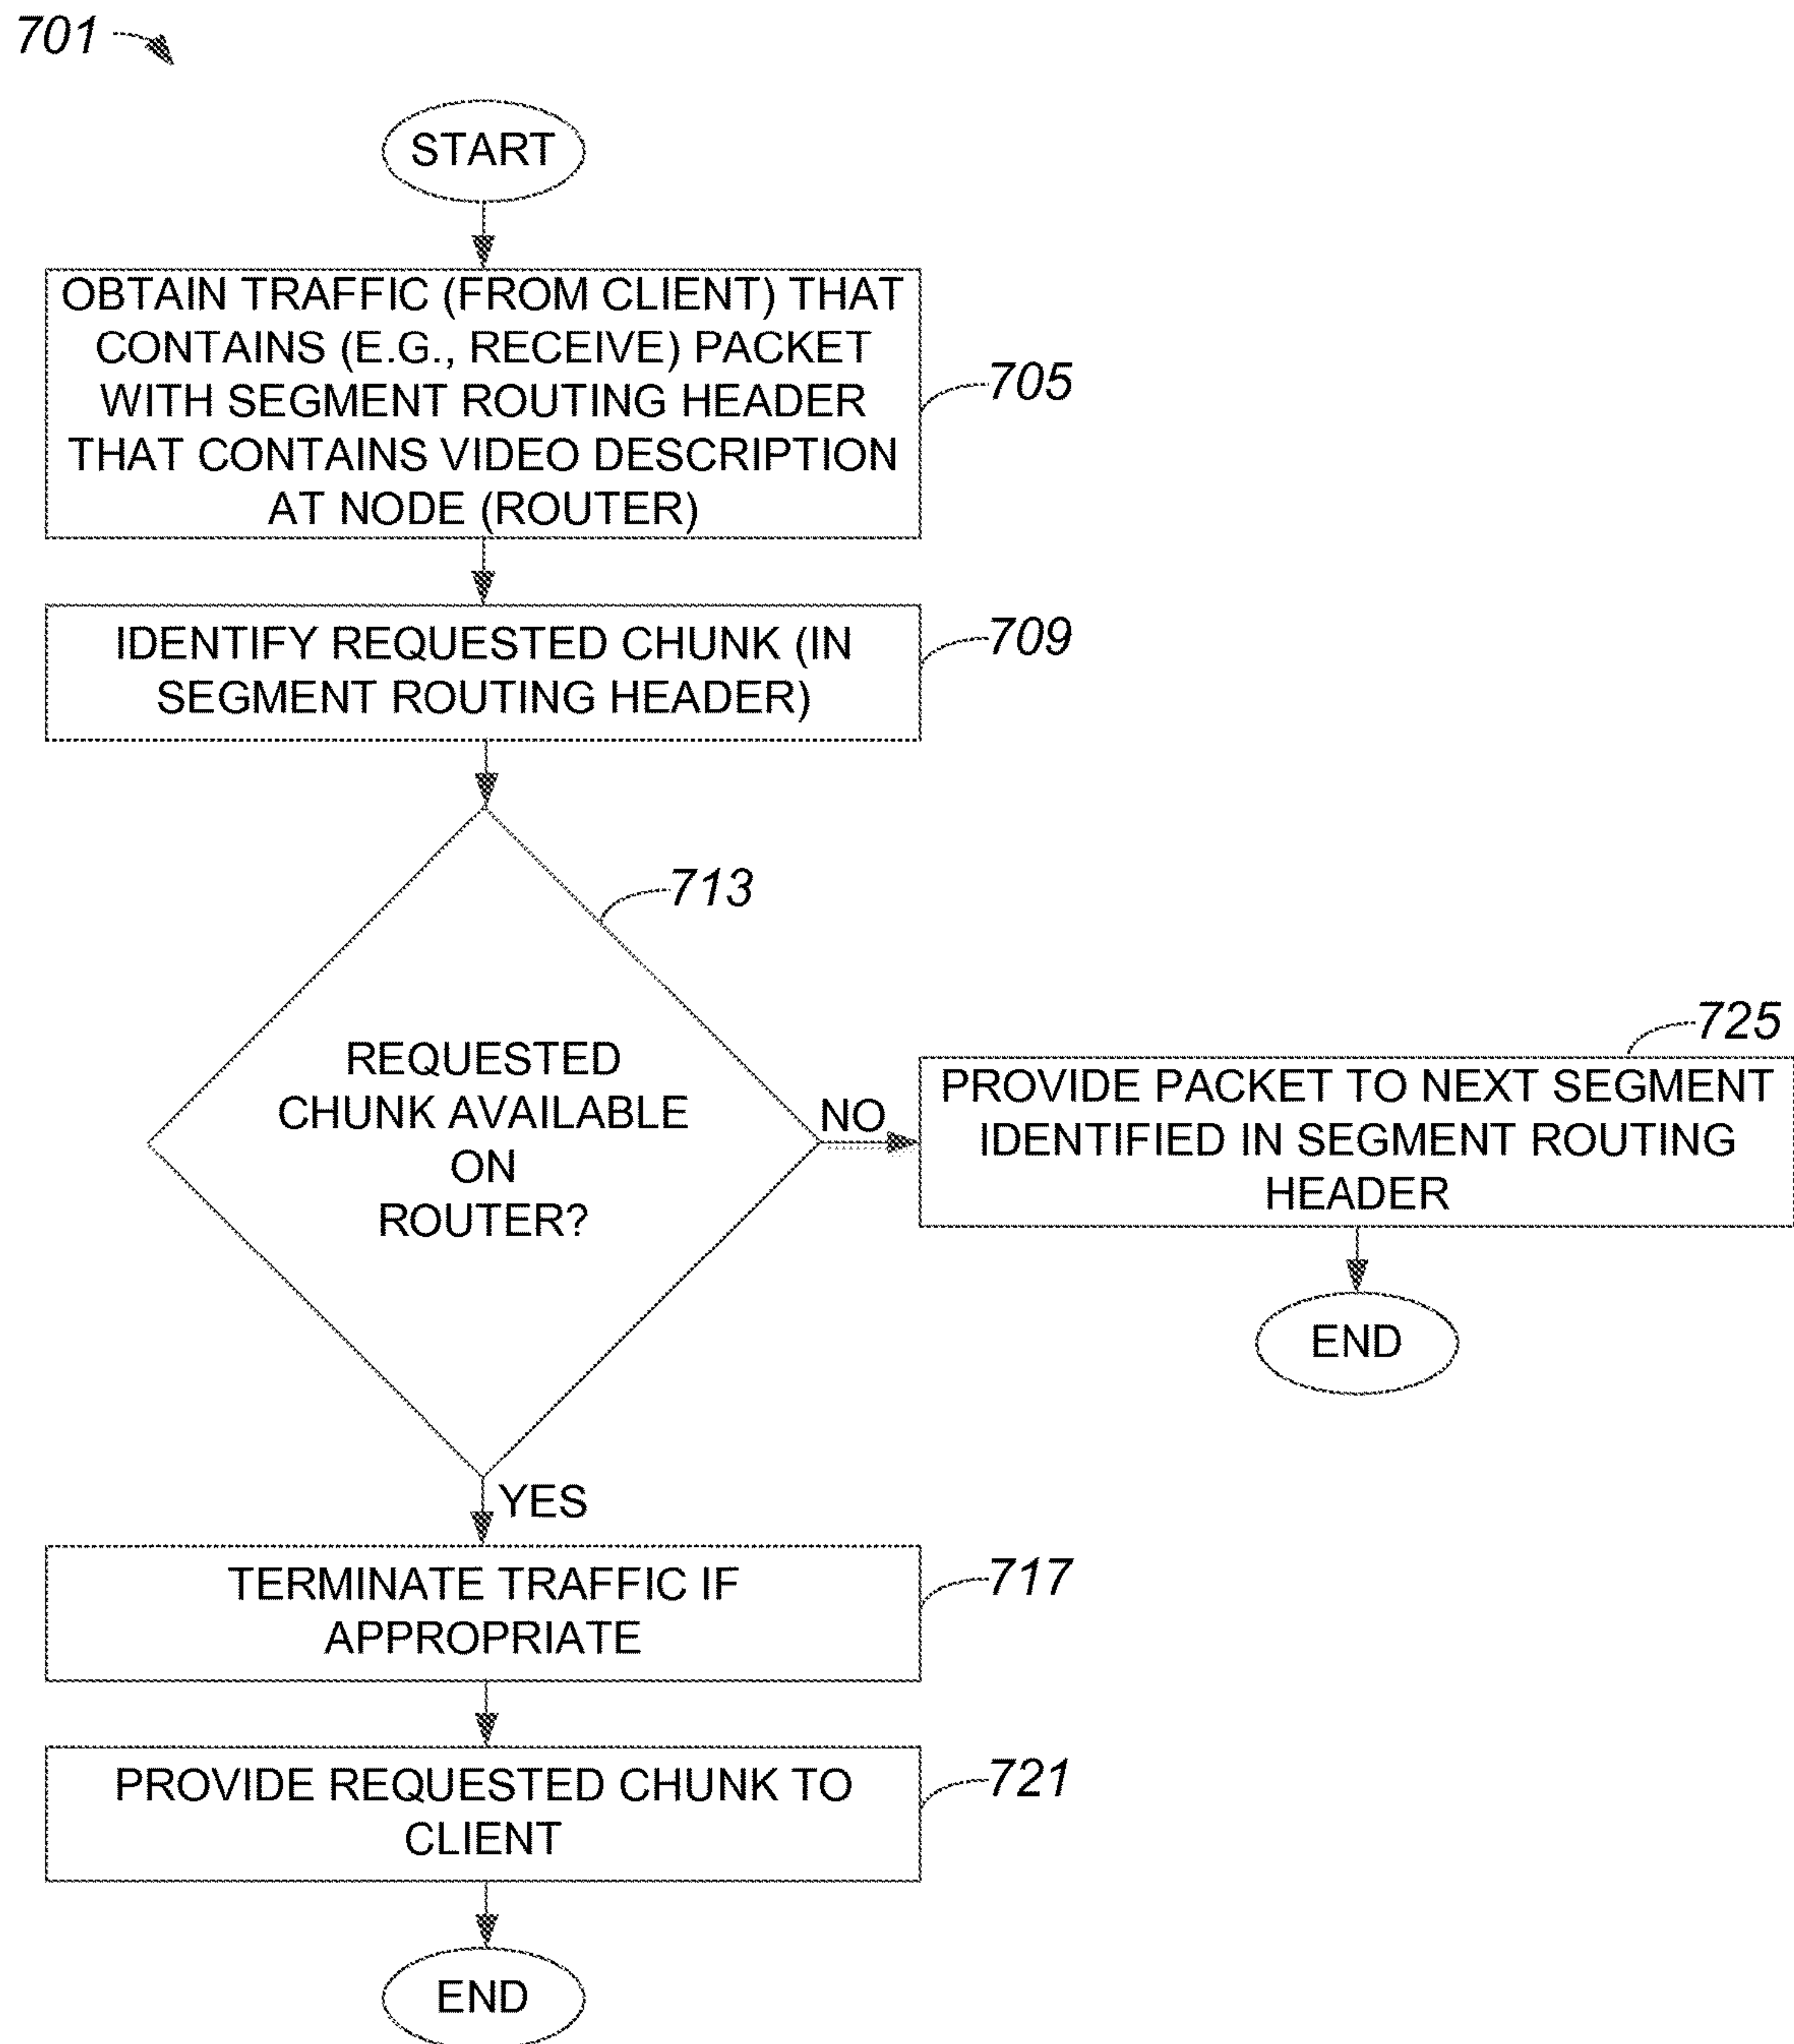 701
START
OBTAIN TRAFFIC (FROM CLIENT) THAT
CONTAINS (E.G., RECEIVE) PACKET
WITH SEGMENT ROUTING HEADER
THAT CONTAINS VIDEO DESCRIPTION
AT NODE (ROUTER)
705
IDENTIFY REQUESTED CHUNK (IN
SEGMENT ROUTING HEADER)
709
713
REQUESTED
CHUNK AVAILABLE
ON
ROUTER?
NO
725
PROVIDE PACKET TO NEXT SEGMENT
IDENTIFIED IN SEGMENT ROUTING
HEADER
END
YES
TERMINATE TRAFFIC IF
APPROPRIATE
717
PROVIDE REQUESTED CHUNK TO
CLIENT
721
END